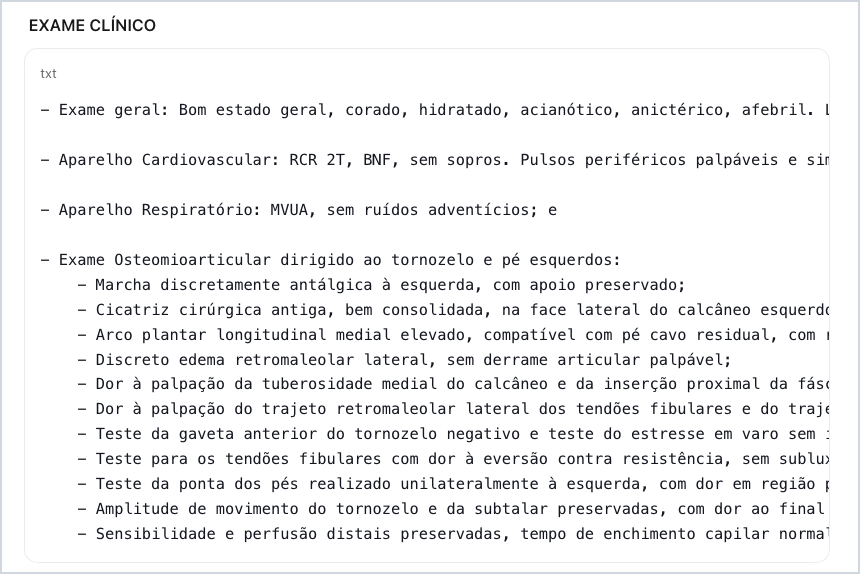 EXAME CLÍNICO
txt
- Exame geral: Bom estado geral, corado, hidratado, acianótico, anictérico, afebril.
- Aparelho Cardiovascular: RCR 2T, BNF, sem sopros. Pulsos periféricos palpáveis e
- Aparelho Respiratório: MVUA, sem ruídos adventícios; e
- Exame Osteomioarticular dirigido ao tornozelo e pé esquerdos:
- Marcha discretamente antálgica à esquerda, com apoio preservado;
- Cicatriz cirúrgica antiga, bem consolidada, na face lateral do calcâneo
- Arco plantar longitudinal medial elevado, compatível com pé cavo residual, com
- Discreto edema retromaleolar lateral, sem derrame articular palpável;
- Dor à palpação da tuberosidade medial do calcâneo e da inserção proximal da
- Dor à palpação do trajeto retromaleolar lateral dos tendões fibulares e do
- Teste da gaveta anterior do tornozelo negativo e teste do estresse em varo sem
- Teste para os tendões fibulares com dor à eversão contra resistência, sem
- Teste da ponta dos pés realizado unilateralmente à esquerda, com dor em região
- Amplitude de movimento do tornozelo e da subtalar preservadas, com dor ao final
- Sensibilidade e perfusão distais preservadas, tempo de enchimento capilar